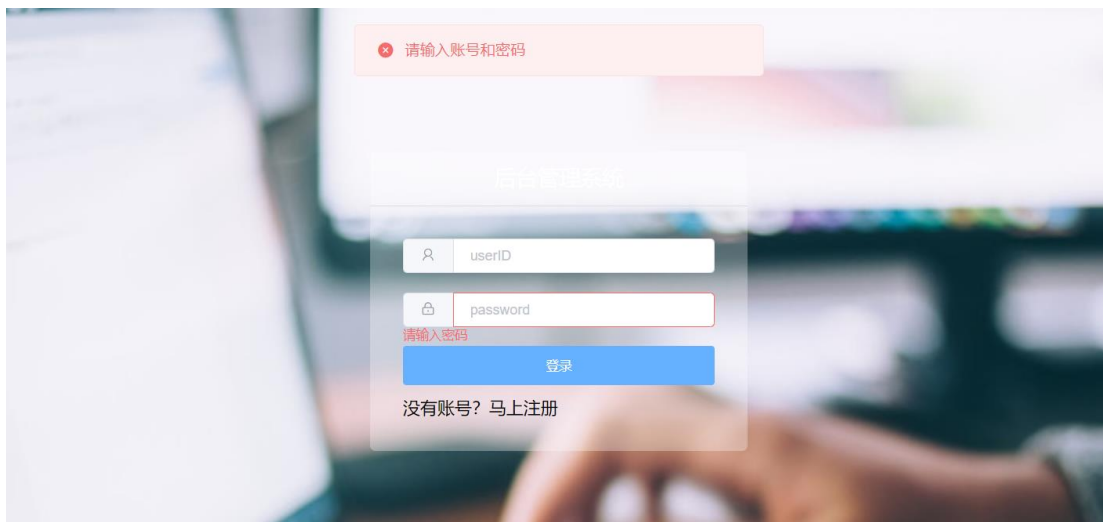 请输入账号和密码
后台管理系统
userID
password
请输入密码
登录
没有账号？马上注册